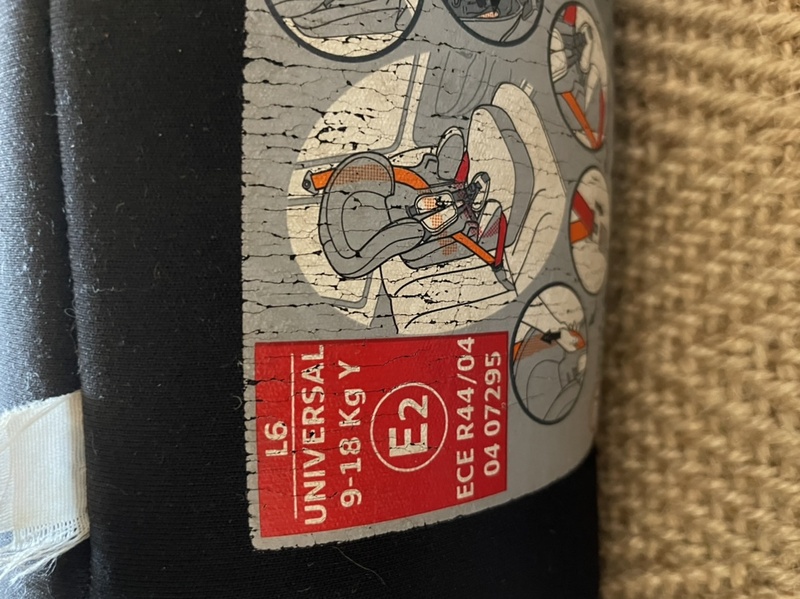 L6
UNIVERSAL
9-18 Kg Y
E2
ECE R44/04
04 07295